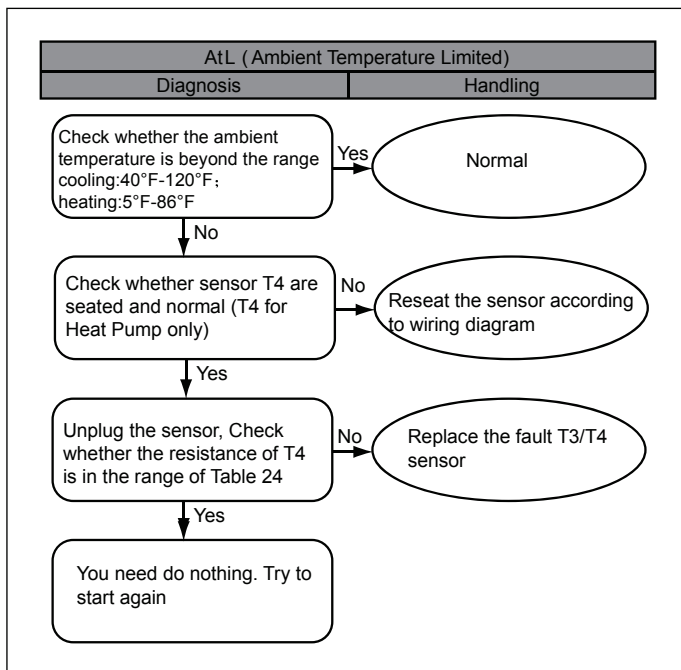 AtL ( Ambient Temperature Limited)
Diagnosis
Handling
Check whether the ambient
temperature is beyond the range
cooling:40°F-120°F；
heating:5°F-86°F
Yes
Normal
No
Check whether sensor T4 are
seated and normal (T4 for
Heat Pump only)
No
Reseat the sensor according
to wiring diagram
Yes
Unplug the sensor, Check
whether the resistance of T4
is in the range of Table 24
No
Replace the fault T3/T4
sensor
Yes
You need do nothing. Try to
start again